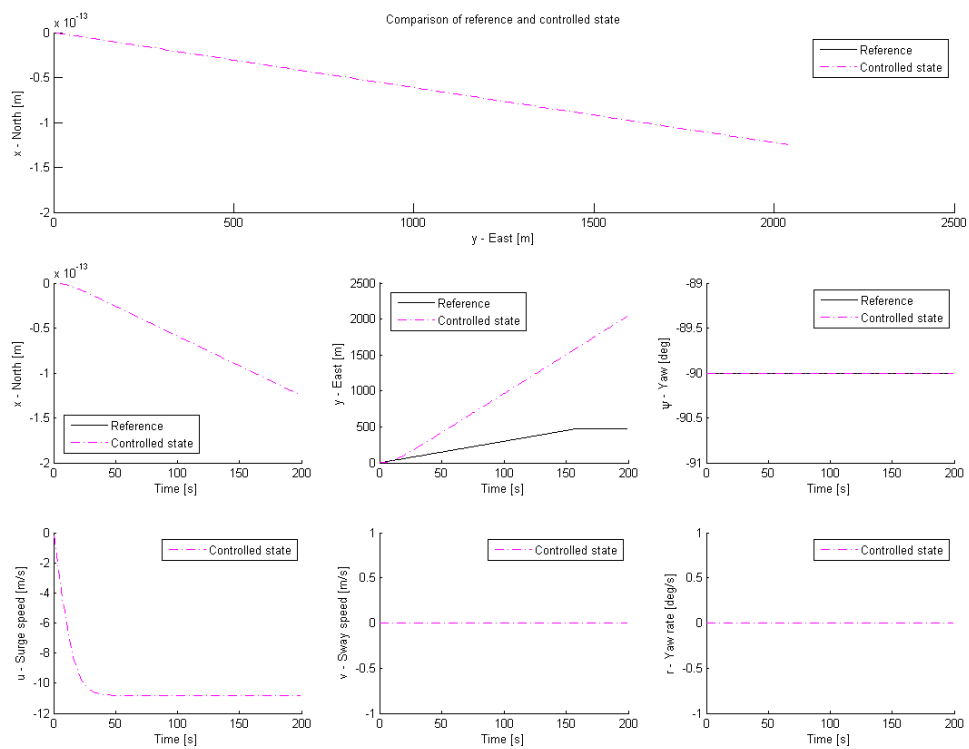 Comparison of reference and controlled state
x 10^-13
0
-0.5
-1
-1.5
-2
x - North [m]
0 500 1000 1500 2000 2500
y - East [m]
Reference
Controlled state
x 10^-13
0
-0.5
-1
-1.5
-2
x - North [m]
0 50 100 150 200
Time [s]
Reference
Controlled state
2500
2000
1500
1000
500
0
y - East [m]
0 50 100 150 200
Time [s]
Reference
Controlled state
-89
-89.5
-90
-90.5
-91
ψ - Yaw [deg]
0 50 100 150 200
Time [s]
Reference
Controlled state
0
-2
-4
-6
-8
-10
-12
u - Surge speed [m/s]
0 50 100 150 200
Time [s]
Controlled state
1
0.5
0
-0.5
-1
v - Sway speed [m/s]
0 50 100 150 200
Time [s]
Controlled state
1
0.5
0
-0.5
-1
r - Yaw rate [deg/s]
0 50 100 150 200
Time [s]
Controlled state